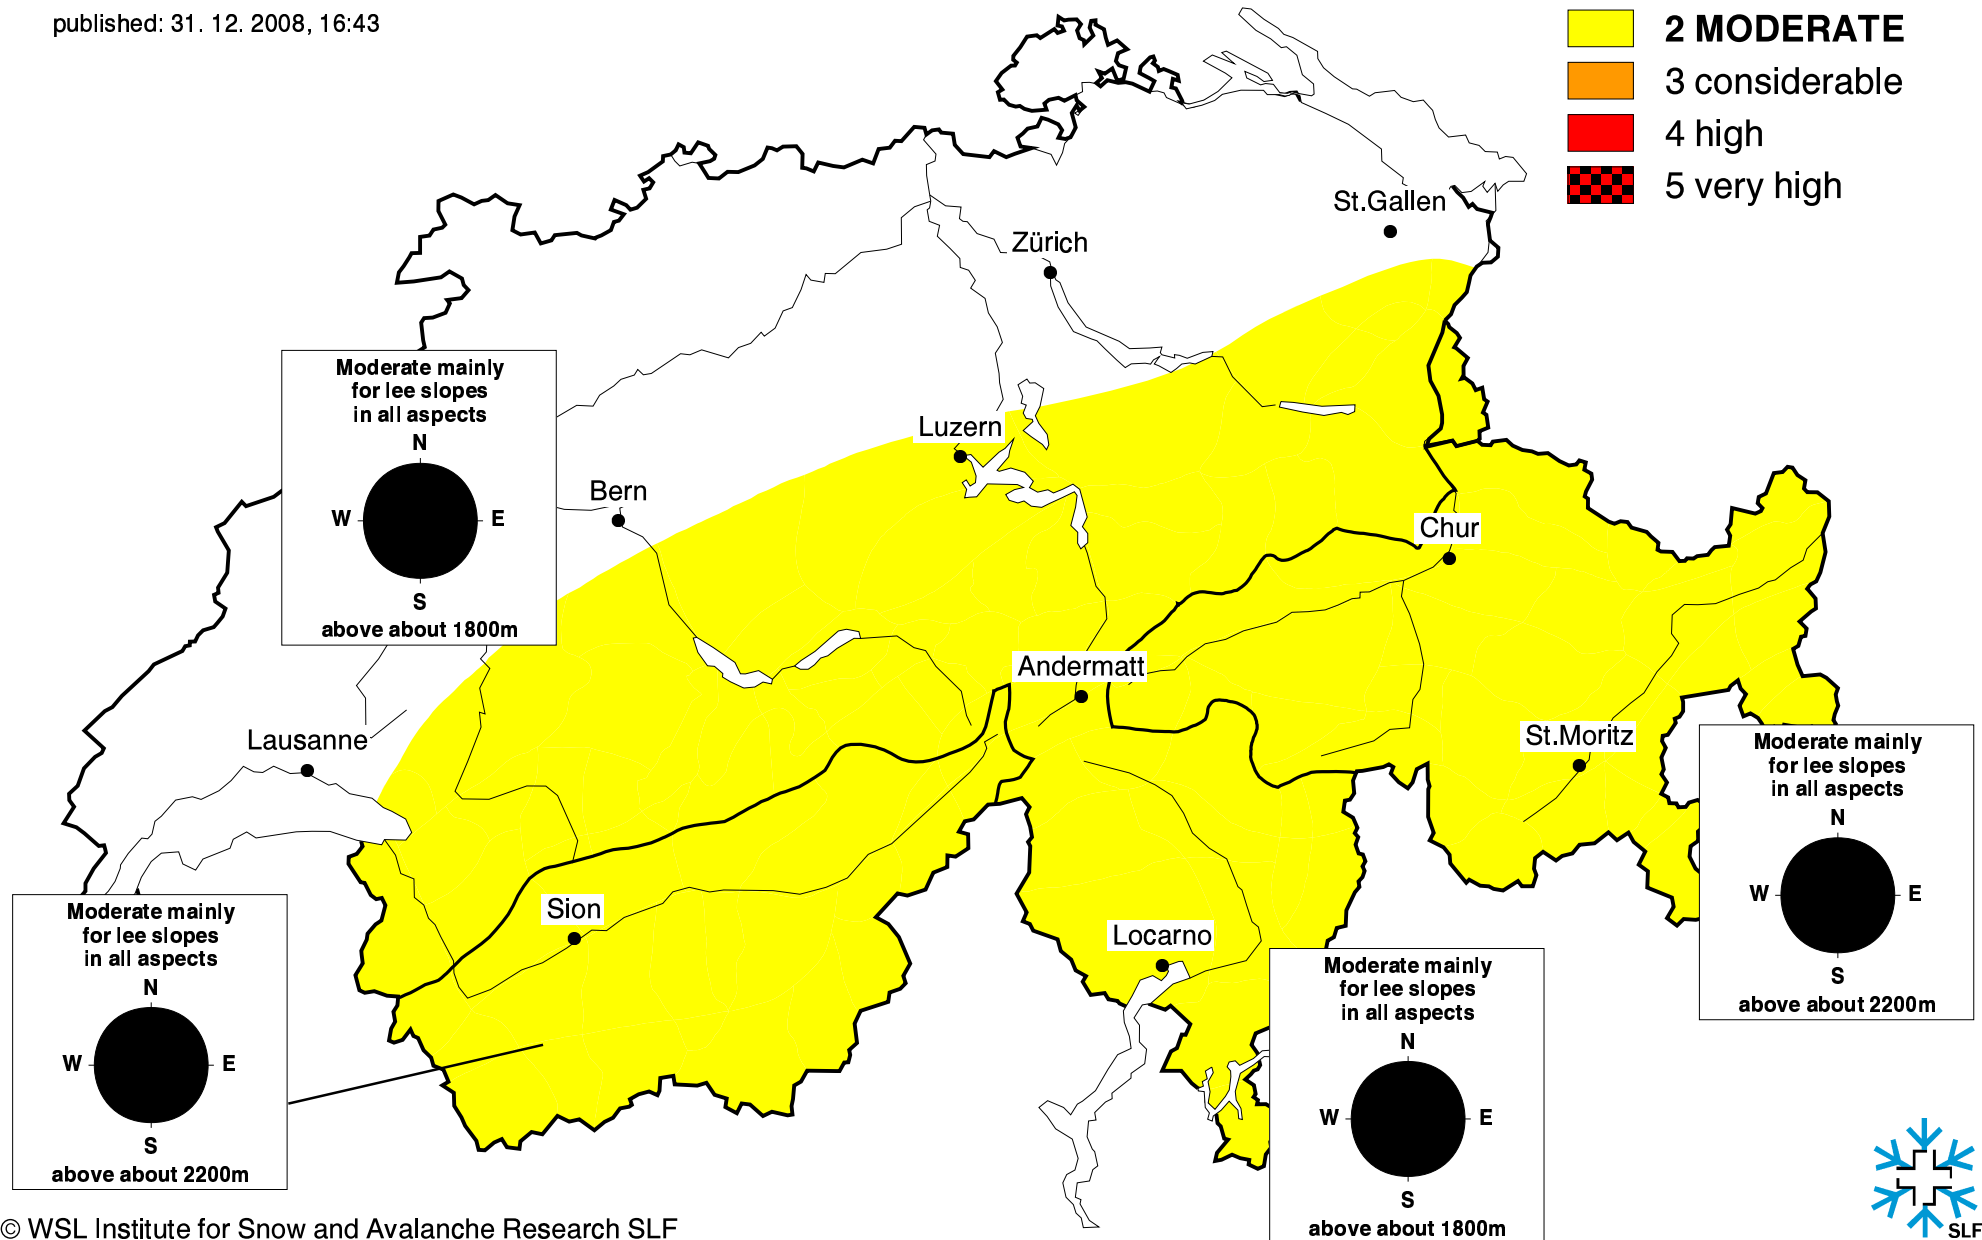 published: 31. 12. 2008, 16:43
2 MODERATE
3 considerable
4 high
5 very high
St.Gallen
Zürich
Moderate mainly
for lee slopes
in all aspects
N
W
E
S
above about 1800m
Luzern
Bern
Chur
Andermatt
Lausanne
St.Moritz
Moderate mainly
for lee slopes
in all aspects
N
W
E
S
above about 2200m
Sion
Locarno
Moderate mainly
for lee slopes
in all aspects
N
W
E
S
above about 2200m
Moderate mainly
for lee slopes
in all aspects
N
W
E
S
above about 1800m
© WSL Institute for Snow and Avalanche Research SLF
SLF